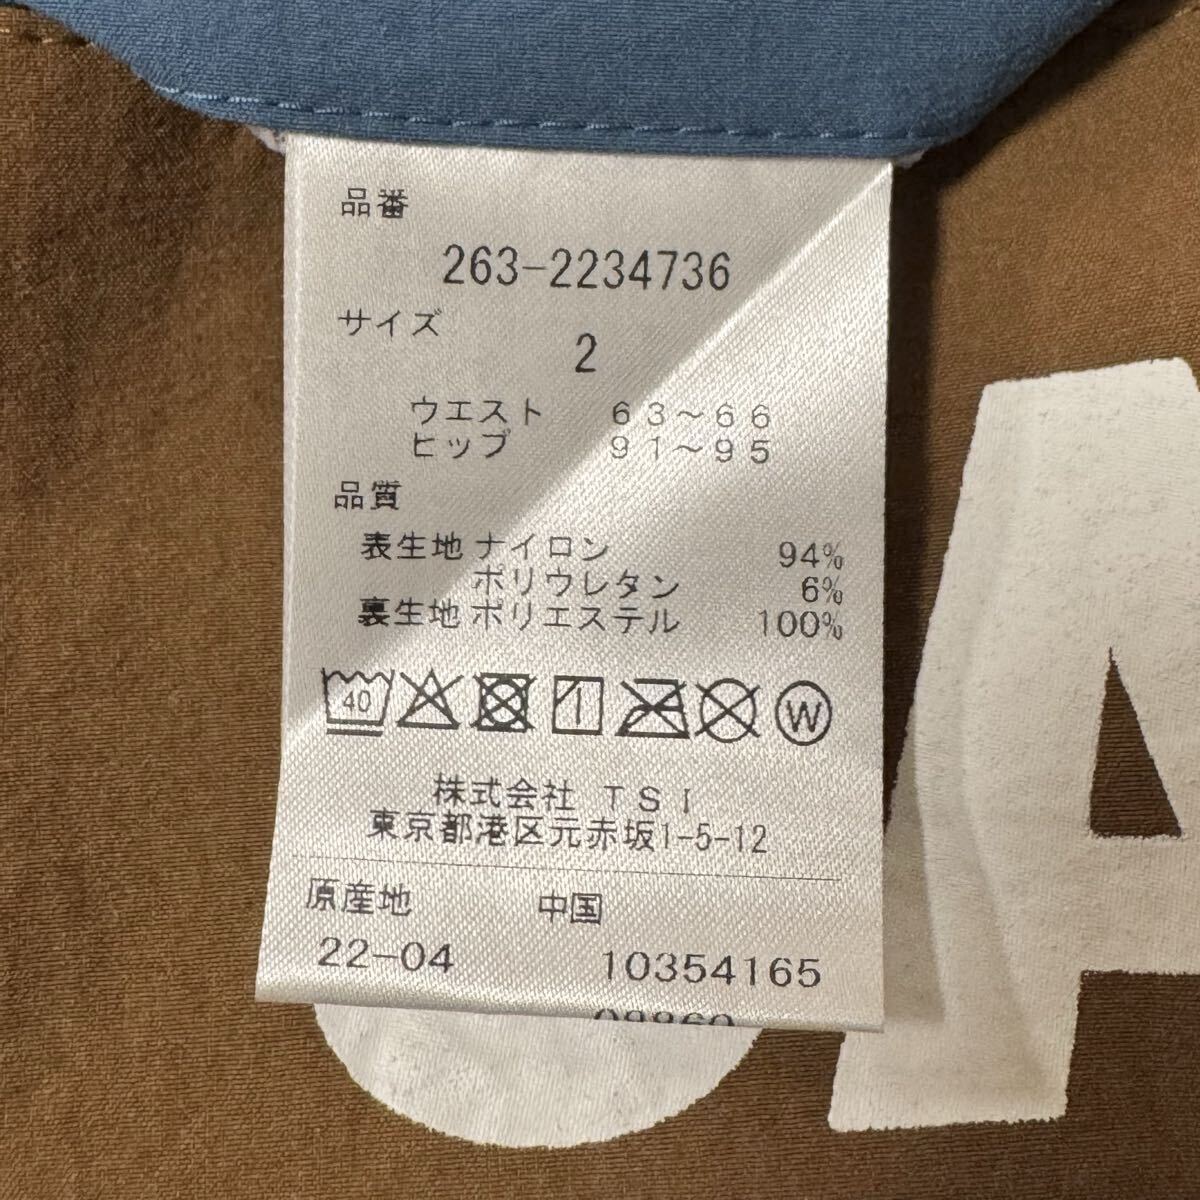 品番
263-2234736
サイズ
2
ウエスト 63～66
ヒップ 91～95
品質
表生地 ナイロン 94%
ポリウレタン 6%
裏生地 ポリエステル 100%
40
W
株式会社 TSI
東京都港区元赤坂1-5-12
原産地 中国
22-04 10354165
A